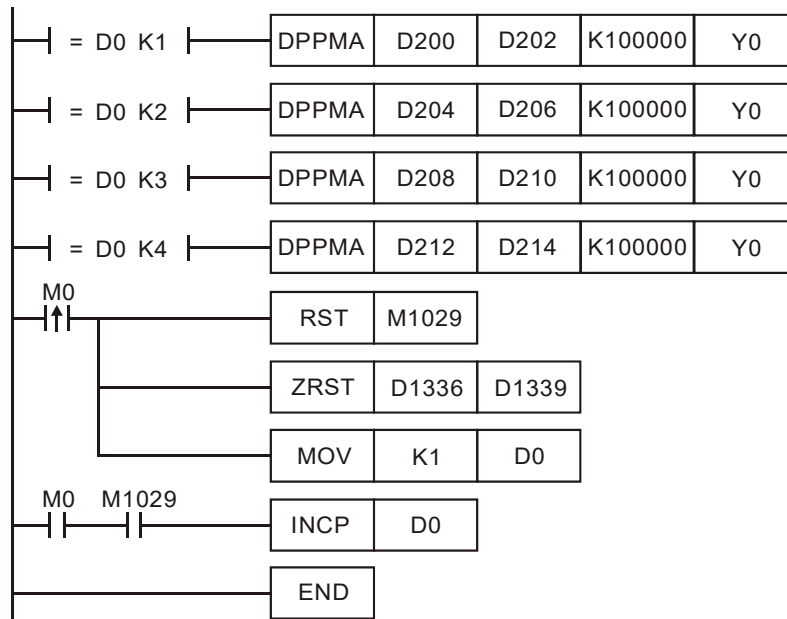 = D0 K1 DPPMA D200 D202 K100000 Y0
= D0 K2 DPPMA D204 D206 K100000 Y0
= D0 K3 DPPMA D208 D210 K100000 Y0
= D0 K4 DPPMA D212 D214 K100000 Y0
M0
RST M1029
ZRST D1336 D1339
MOV K1 D0
M0 M1029
INCP D0
END